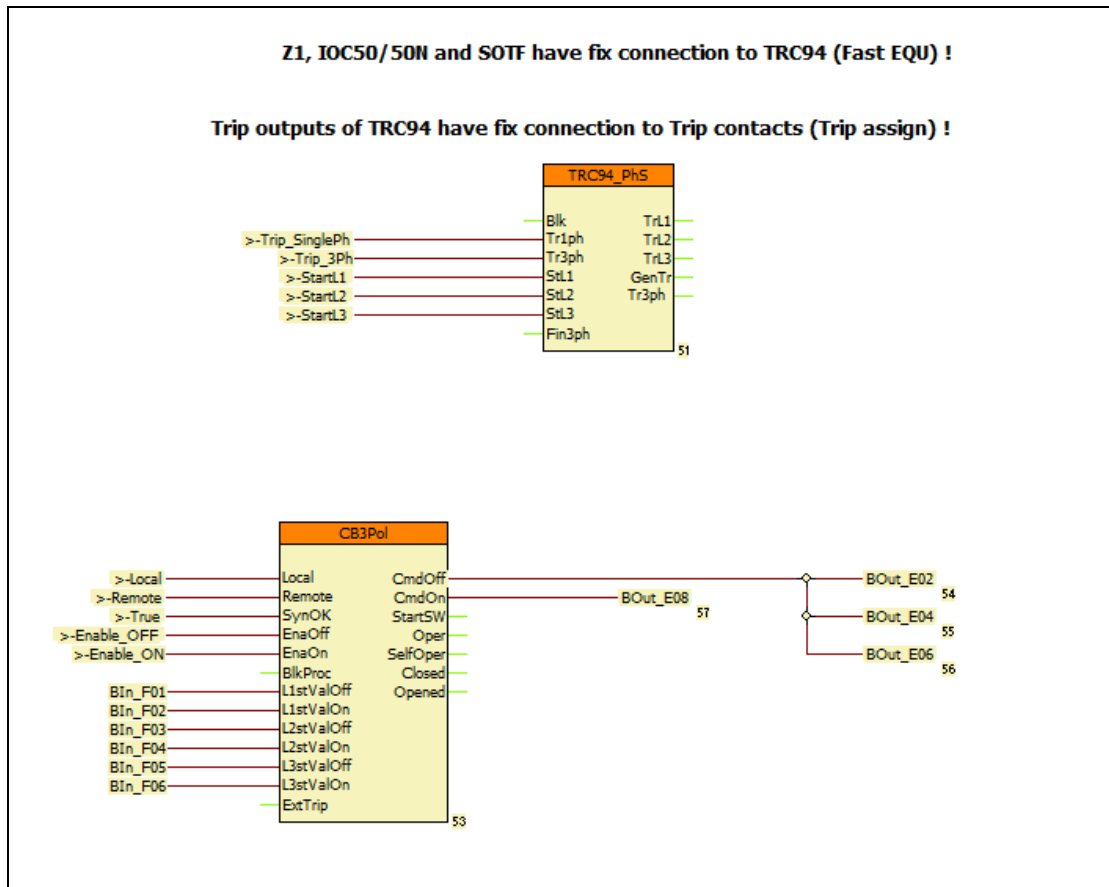 Z1, IOC50/50N and SOTF have fix connection to TRC94 (Fast EQU) !
Trip outputs of TRC94 have fix connection to Trip contacts (Trip assign) !
TRC94_PhS
Blk TrL1
>-Trip_SinglePh Tr1ph TrL2
>-Trip_3Ph Tr3ph TrL3
>-StartL1 StL1 GenTr
>-StartL2 StL2 Tr3ph
>-StartL3 StL3
Fin3ph
51
CB3Pol
>-Local Local CmdOff BOut_E02
54
>-Remote Remote CmdOn BOut_E08
57
>-True SynOK StartSW BOut_E04
55
>-Enable_OFF EnaOff Oper
>-Enable_ON EnaOn SelfOper BOut_E06
56
BlkProc Closed
BIn_F01 L1stValOff Opened
BIn_F02 L1stValOn
BIn_F03 L2stValOff
BIn_F04 L2stValOn
BIn_F05 L3stValOff
BIn_F06 L3stValOn
ExtTrip
53